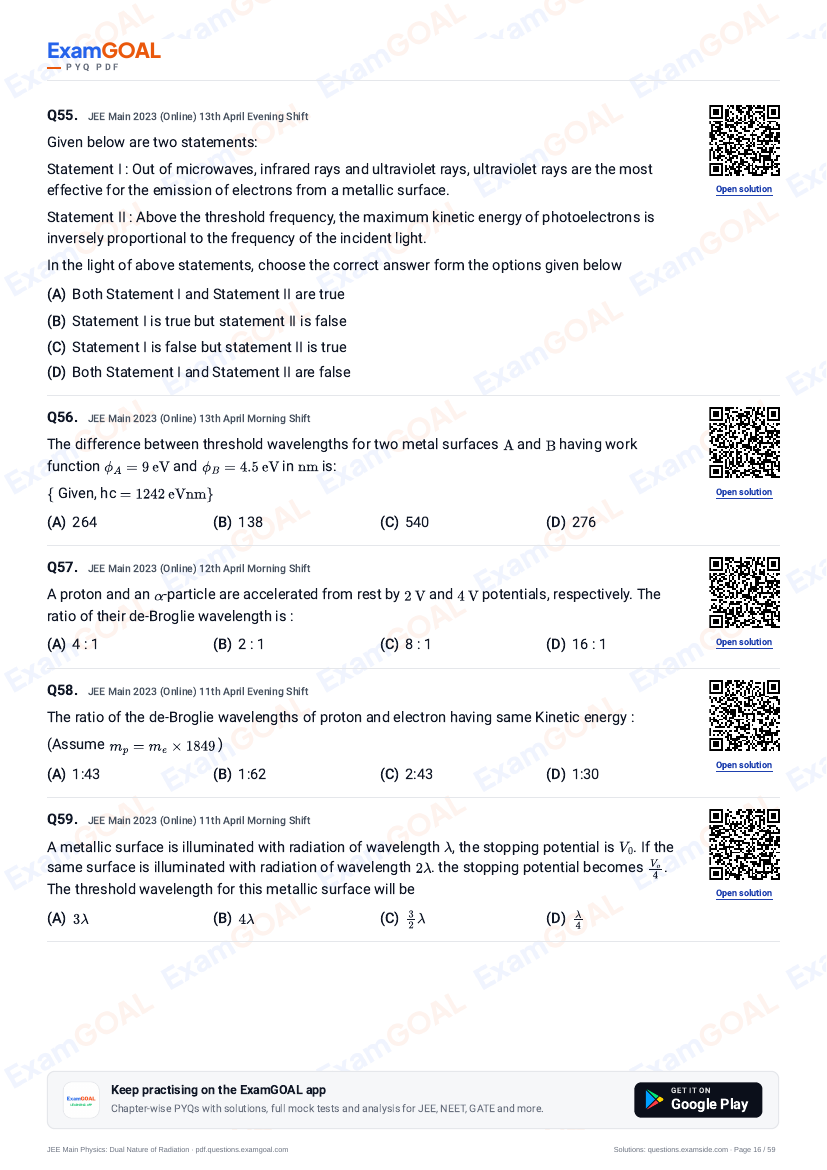 ExamGOAL
PYQ PDF
Q55. JEE Main 2023 (Online) 13th April Evening Shift
Given below are two statements:
Statement I : Out of microwaves, infrared rays and ultraviolet rays, ultraviolet rays are the most
effective for the emission of electrons from a metallic surface.
Statement II : Above the threshold frequency, the maximum kinetic energy of photoelectrons is
inversely proportional to the frequency of the incident light.
In the light of above statements, choose the correct answer form the options given below
(A) Both Statement I and Statement II are true
(B) Statement I is true but statement II is false
(C) Statement I is false but statement II is true
(D) Both Statement I and Statement II are false
Open solution
Q56. JEE Main 2023 (Online) 13th April Morning Shift
The difference between threshold wavelengths for two metal surfaces A and B having work
function $\phi_A = 9$ eV and $\phi_B = 4.5$ eV in nm is:
{ Given, hc = 1242 eVnm}
(A) 264 (B) 138 (C) 540 (D) 276
Open solution
Q57. JEE Main 2023 (Online) 12th April Morning Shift
A proton and an α-particle are accelerated from rest by 2 V and 4 V potentials, respectively. The
ratio of their de-Broglie wavelength is :
(A) 4 : 1 (B) 2 : 1 (C) 8 : 1 (D) 16 : 1
Open solution
Q58. JEE Main 2023 (Online) 11th April Evening Shift
The ratio of the de-Broglie wavelengths of proton and electron having same Kinetic energy :
(Assume $m_p = m_e \times 1849$)
(A) 1:43 (B) 1:62 (C) 2:43 (D) 1:30
Open solution
Q59. JEE Main 2023 (Online) 11th April Morning Shift
A metallic surface is illuminated with radiation of wavelength λ, the stopping potential is $V_0$. If the
same surface is illuminated with radiation of wavelength 2λ. the stopping potential becomes $\frac{V_o}{4}$.
The threshold wavelength for this metallic surface will be
(A) 3λ (B) 4λ (C) $\frac{3}{2}$λ (D) $\frac{λ}{4}$
Open solution
ExamGOAL
Keep practising on the ExamGOAL app
Chapter-wise PYQs with solutions, full mock tests and analysis for JEE, NEET, GATE and more.
GET IT ON
Google Play
JEE Main Physics: Dual Nature of Radiation · pdf.questions.examgoal.com
Solutions: questions.examside.com · Page 16 / 59